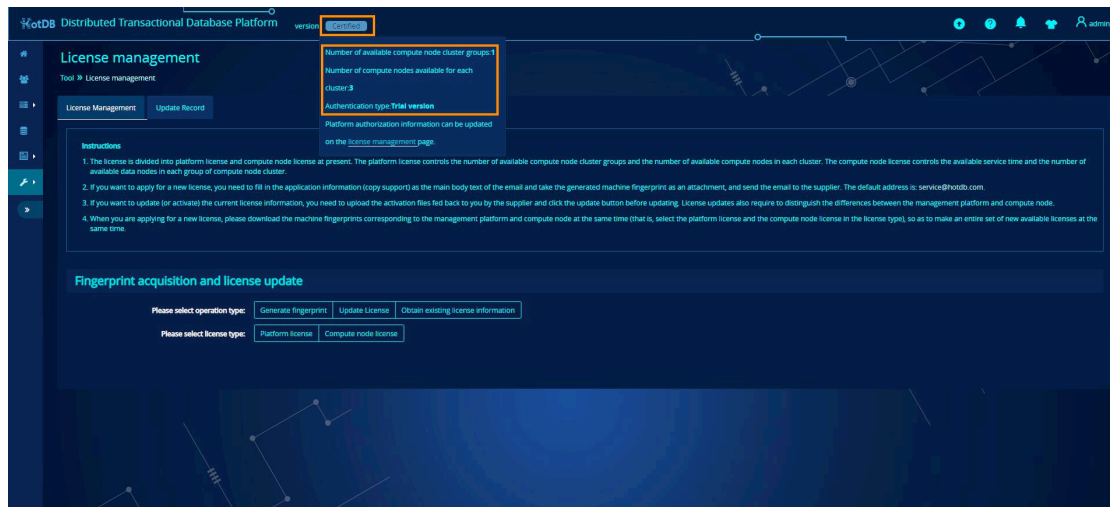 HotDB Distributed Transactional Database Platform version: Certified admin
Number of available compute node cluster groups:1
Number of compute nodes available for each
cluster:3
Authentication type:Trial version
Platform authorization information can be updated
on the license management page.
License management
Tool » License management
License Management Update Record
Instructions
1. The license is divided into platform license and compute node license at present. The platform license controls the number of available compute node cluster groups and the number of available compute nodes in each cluster. The compute node license controls the available service time and the number of
available data nodes in each group of compute node cluster.
2. If you want to apply for a new license, you need to fill in the application information (copy support) as the main body text of the email and take the generated machine fingerprint as an attachment, and send the email to the supplier. The default address is: service@hotdb.com.
3. If you want to update (or activate) the current license information, you need to upload the activation files fed back to you by the supplier and click the update button before updating. License updates also require to distinguish the differences between the management platform and compute node.
4. When you are applying for a new license, please download the machine fingerprints corresponding to the management platform and compute node at the same time (that is, select the platform license and the compute node license in the license type), so as to make an entire set of new available licenses at the
same time.
Fingerprint acquisition and license update
Please select operation type: Generate fingerprint Update License Obtain existing license information
Please select license type: Platform license Compute node license